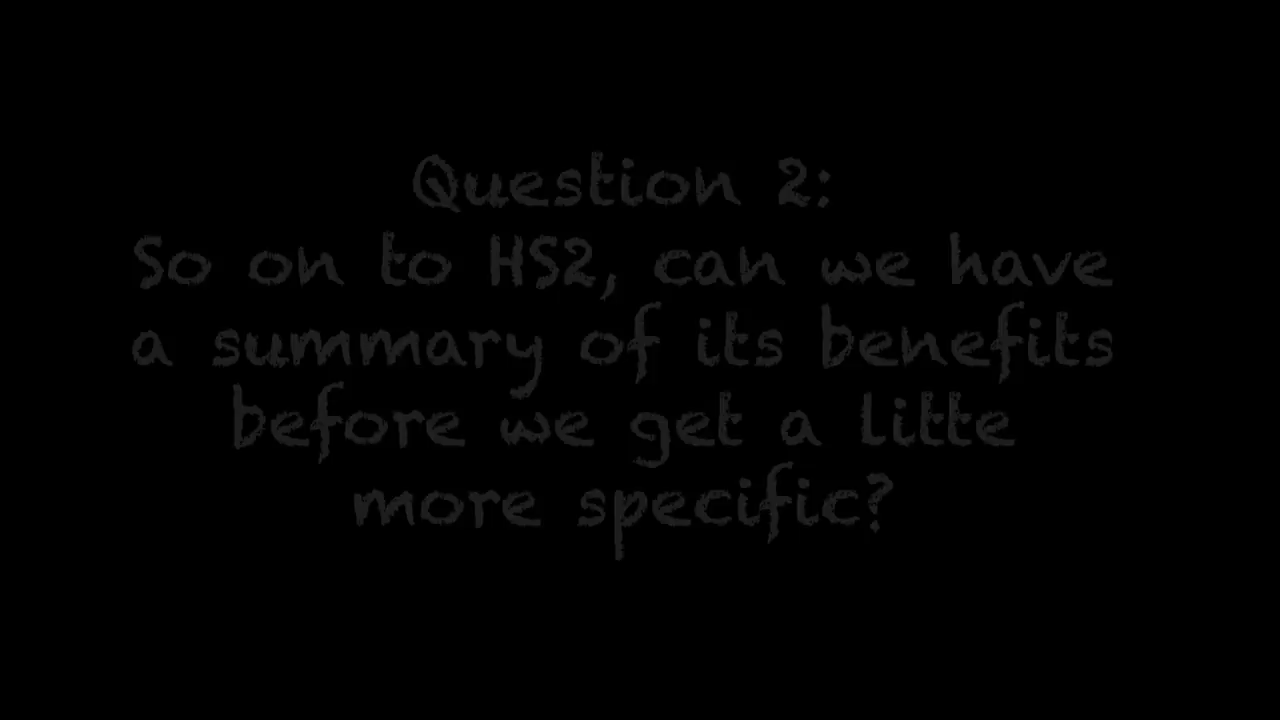 Question 2:
So on to HS2, can we have
a summary of its benefits
before we get a litte
more specific?